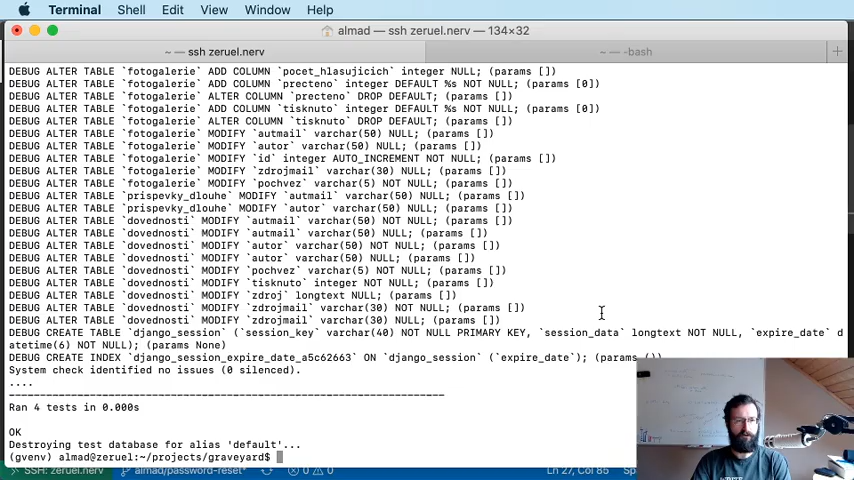 Terminal Shell Edit View Window Help
almad — ssh zeruel.nerv — 134×32
~ — ssh zeruel.nerv
~ — -bash
DEBUG ALTER TABLE `fotogalerie` ADD COLUMN `pocet_hlasujicich` integer NULL; (params [])
DEBUG ALTER TABLE `fotogalerie` ADD COLUMN `precteno` integer DEFAULT %s NOT NULL; (params [0])
DEBUG ALTER TABLE `fotogalerie` ALTER COLUMN `precteno` DROP DEFAULT; (params [])
DEBUG ALTER TABLE `fotogalerie` ADD COLUMN `tisknuto` integer DEFAULT %s NOT NULL; (params [0])
DEBUG ALTER TABLE `fotogalerie` ALTER COLUMN `tisknuto` DROP DEFAULT; (params [])
DEBUG ALTER TABLE `fotogalerie` MODIFY `autmail` varchar(50) NULL; (params [])
DEBUG ALTER TABLE `fotogalerie` MODIFY `autor` varchar(50) NULL; (params [])
DEBUG ALTER TABLE `fotogalerie` MODIFY `id` integer AUTO_INCREMENT NOT NULL; (params [])
DEBUG ALTER TABLE `fotogalerie` MODIFY `zdrojmail` varchar(30) NULL; (params [])
DEBUG ALTER TABLE `fotogalerie` MODIFY `pochvez` varchar(5) NOT NULL; (params [])
DEBUG ALTER TABLE `prispevky_dlouhe` MODIFY `autmail` varchar(50) NULL; (params [])
DEBUG ALTER TABLE `prispevky_dlouhe` MODIFY `autor` varchar(50) NULL; (params [])
DEBUG ALTER TABLE `dovednosti` MODIFY `autmail` varchar(50) NOT NULL; (params [])
DEBUG ALTER TABLE `dovednosti` MODIFY `autmail` varchar(50) NULL; (params [])
DEBUG ALTER TABLE `dovednosti` MODIFY `autor` varchar(50) NOT NULL; (params [])
DEBUG ALTER TABLE `dovednosti` MODIFY `autor` varchar(50) NULL; (params [])
DEBUG ALTER TABLE `dovednosti` MODIFY `pochvez` varchar(5) NOT NULL; (params [])
DEBUG ALTER TABLE `dovednosti` MODIFY `tisknuto` integer NOT NULL; (params [])
DEBUG ALTER TABLE `dovednosti` MODIFY `zdroj` longtext NULL; (params [])
DEBUG ALTER TABLE `dovednosti` MODIFY `zdrojmail` varchar(30) NOT NULL; (params [])
DEBUG ALTER TABLE `dovednosti` MODIFY `zdrojmail` varchar(30) NULL; (params [])
DEBUG CREATE TABLE `django_session` (`session_key` varchar(40) NOT NULL PRIMARY KEY, `session_data` longtext NOT NULL, `expire_date` d
atetime(6) NOT NULL); (params None)
DEBUG CREATE INDEX `django_session_expire_date_a5c62663` ON `django_session` (`expire_date`); (params ())
System check identified no issues (0 silenced).
....
----------------------------------------------------------------------
Ran 4 tests in 0.000s
OK
Destroying test database for alias 'default'...
(gvenv) almad@zeruel:~/projects/graveyard$
SSH: zeruel.nerv almad/password-reset* 0 0 Ln 27, Col 85